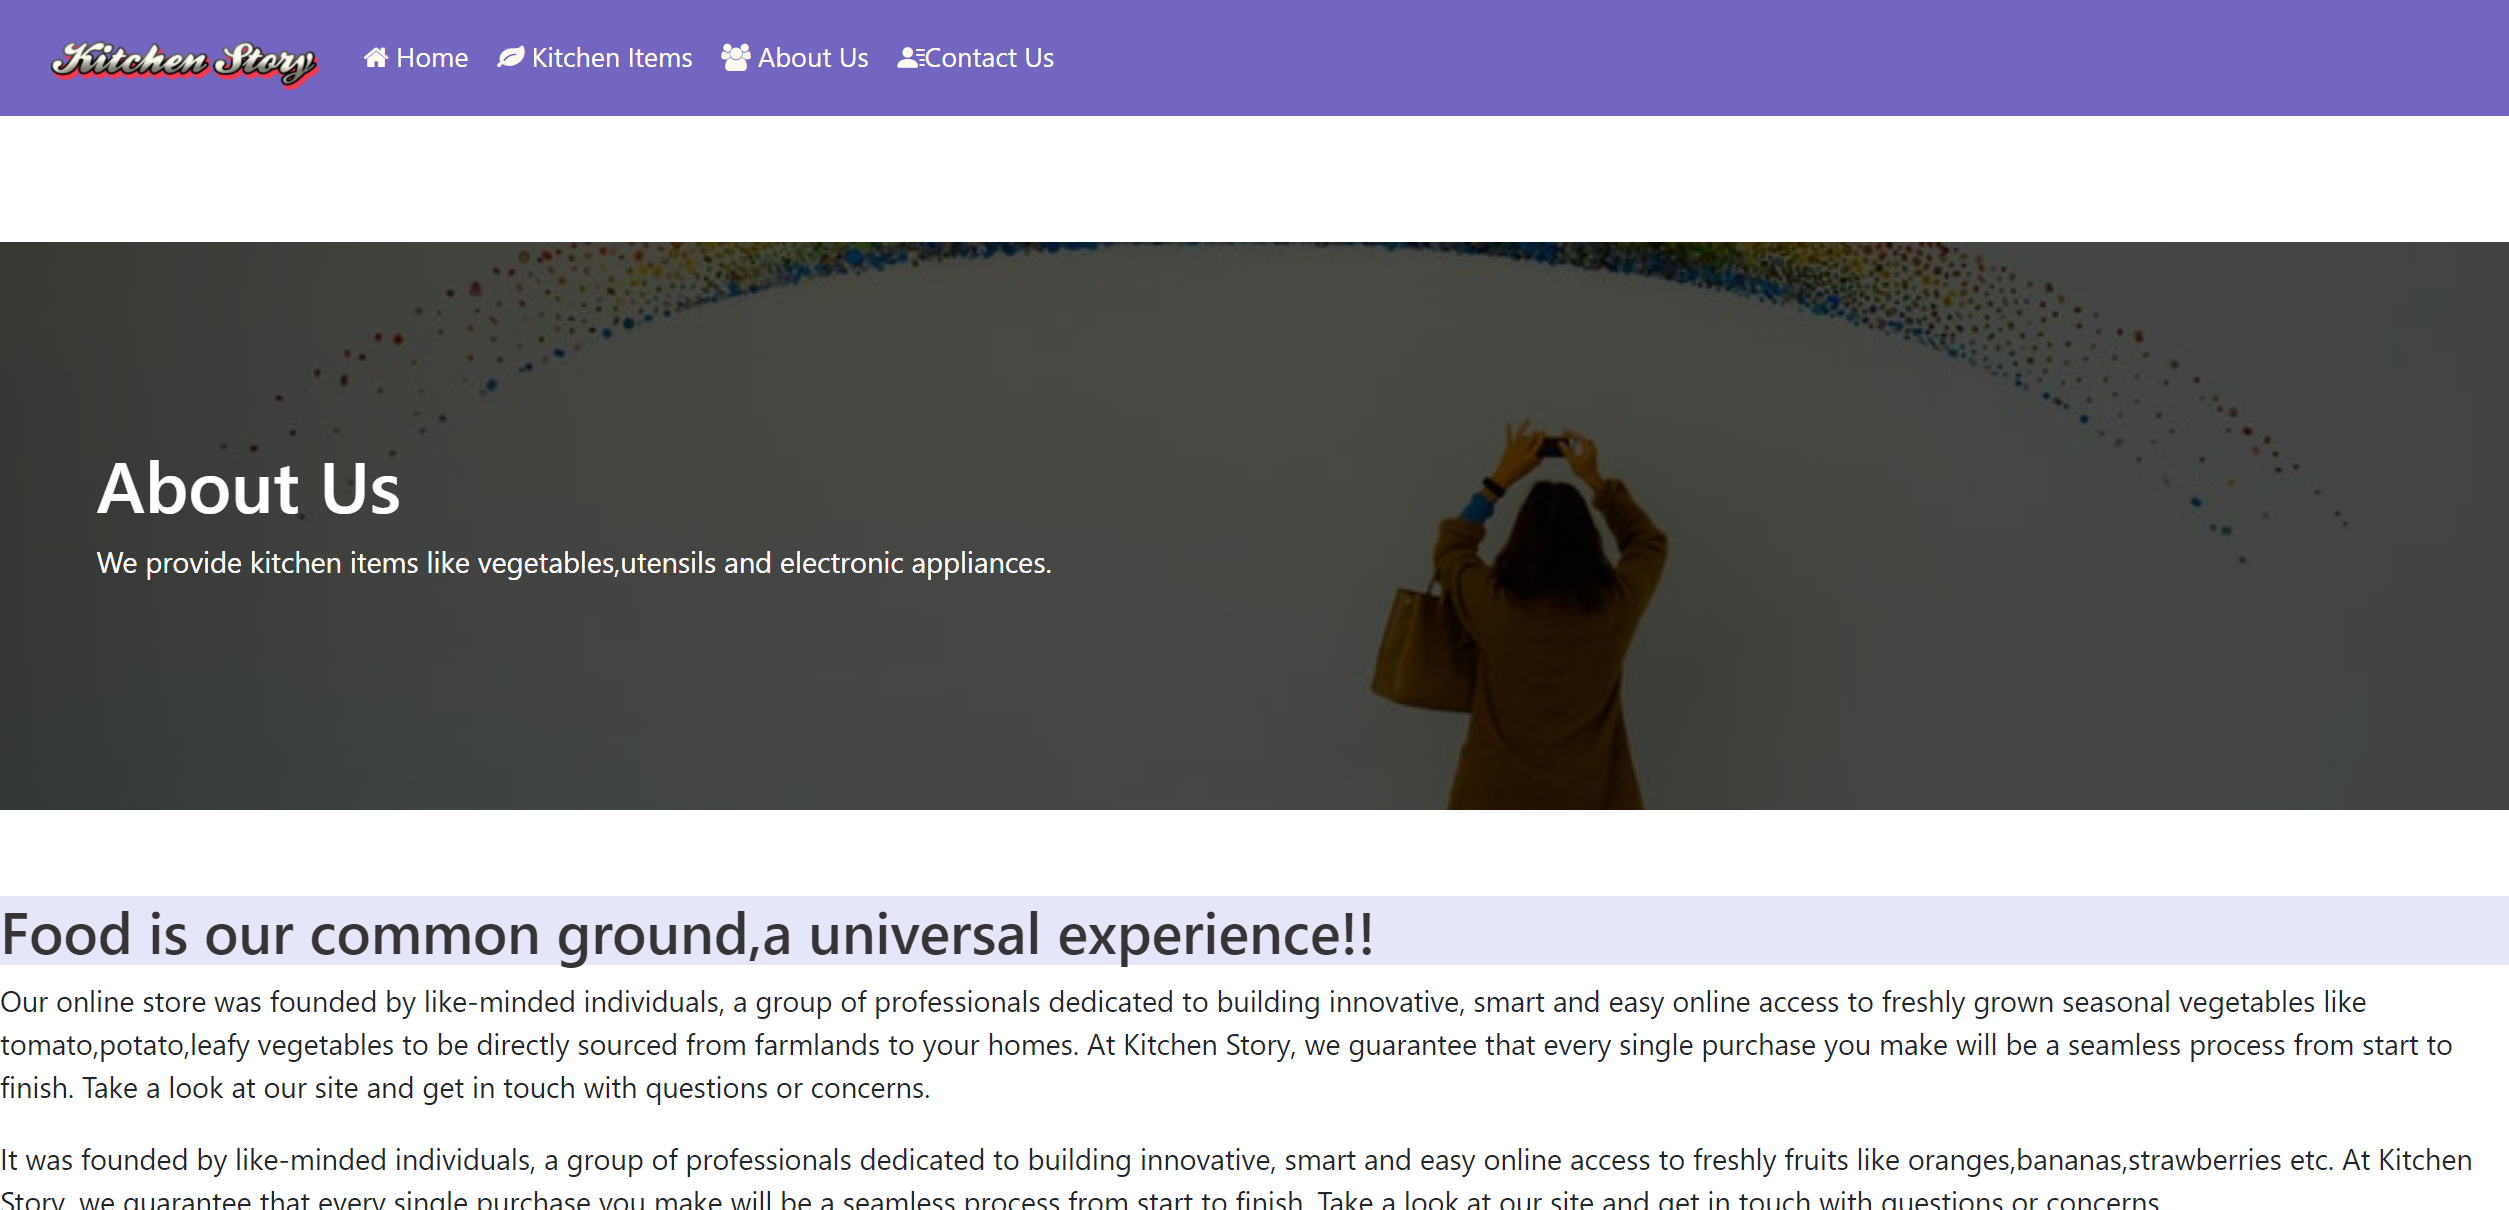 Kitchen Story Home Kitchen Items About Us Contact Us
About Us
We provide kitchen items like vegetables,utensils and electronic appliances.
Food is our common ground,a universal experience!!
Our online store was founded by like-minded individuals, a group of professionals dedicated to building innovative, smart and easy online access to freshly grown seasonal vegetables like
tomato,potato,leafy vegetables to be directly sourced from farmlands to your homes. At Kitchen Story, we guarantee that every single purchase you make will be a seamless process from start to
finish. Take a look at our site and get in touch with questions or concerns.
It was founded by like-minded individuals, a group of professionals dedicated to building innovative, smart and easy online access to freshly fruits like oranges,bananas,strawberries etc. At Kitchen
Story, we guarantee that every single purchase you make will be a seamless process from start to finish. Take a look at our site and get in touch with questions or concerns.